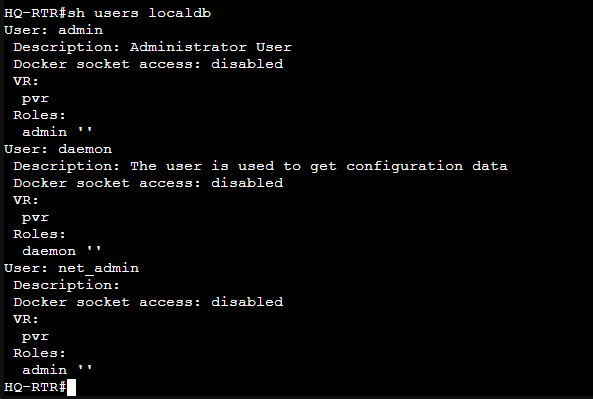 HQ-RTR#sh users localdb
User: admin
Description: Administrator User
Docker socket access: disabled
VR:
pvr
Roles:
admin ''
User: daemon
Description: The user is used to get configuration data
Docker socket access: disabled
VR:
pvr
Roles:
daemon ''
User: net_admin
Description:
Docker socket access: disabled
VR:
pvr
Roles:
admin ''
HQ-RTR#